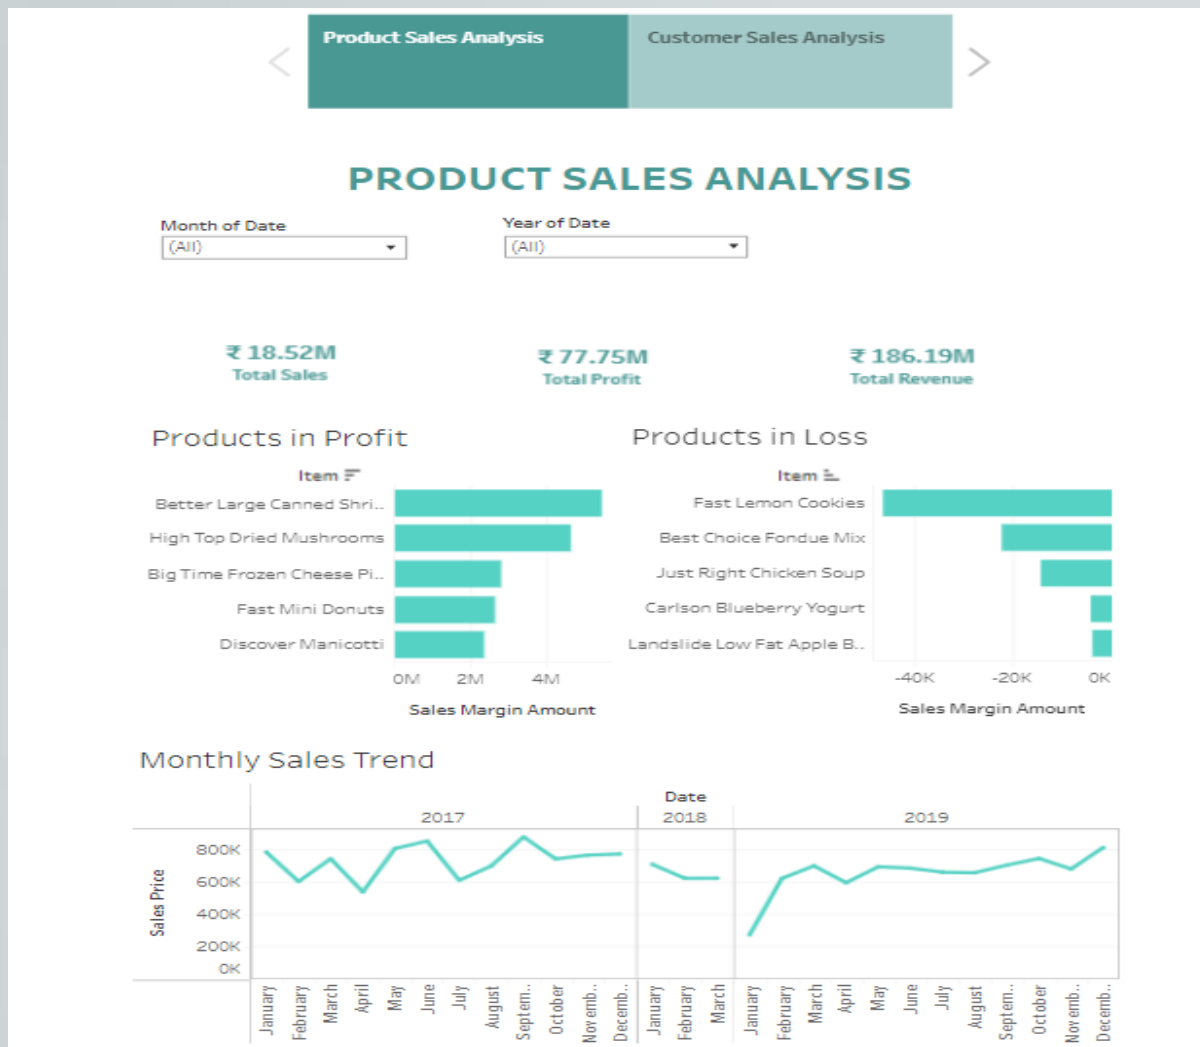 Product Sales Analysis
Customer Sales Analysis
PRODUCT SALES ANALYSIS
Month of Date
(All)
Year of Date
(All)
₹ 18.52M
Total Sales
₹ 77.75M
Total Profit
₹ 186.19M
Total Revenue
Products in Profit
Item
Better Large Canned Shri..
High Top Dried Mushrooms
Big Time Frozen Cheese Pi..
Fast Mini Donuts
Discover Manicotti
0M 2M 4M
Sales Margin Amount
Products in Loss
Item
Fast Lemon Cookies
Best Choice Fondue Mix
Just Right Chicken Soup
Carlson Blueberry Yogurt
Landslide Low Fat Apple B..
-40K -20K 0K
Sales Margin Amount
Monthly Sales Trend
Date
2017 2018 2019
Sales Price
800K
600K
400K
200K
0K
January
February
March
April
May
June
July
August
Septem..
October
Novemb..
Decemb..
January
February
March
January
February
March
April
May
June
July
August
Septem..
October
Novemb..
Decemb..